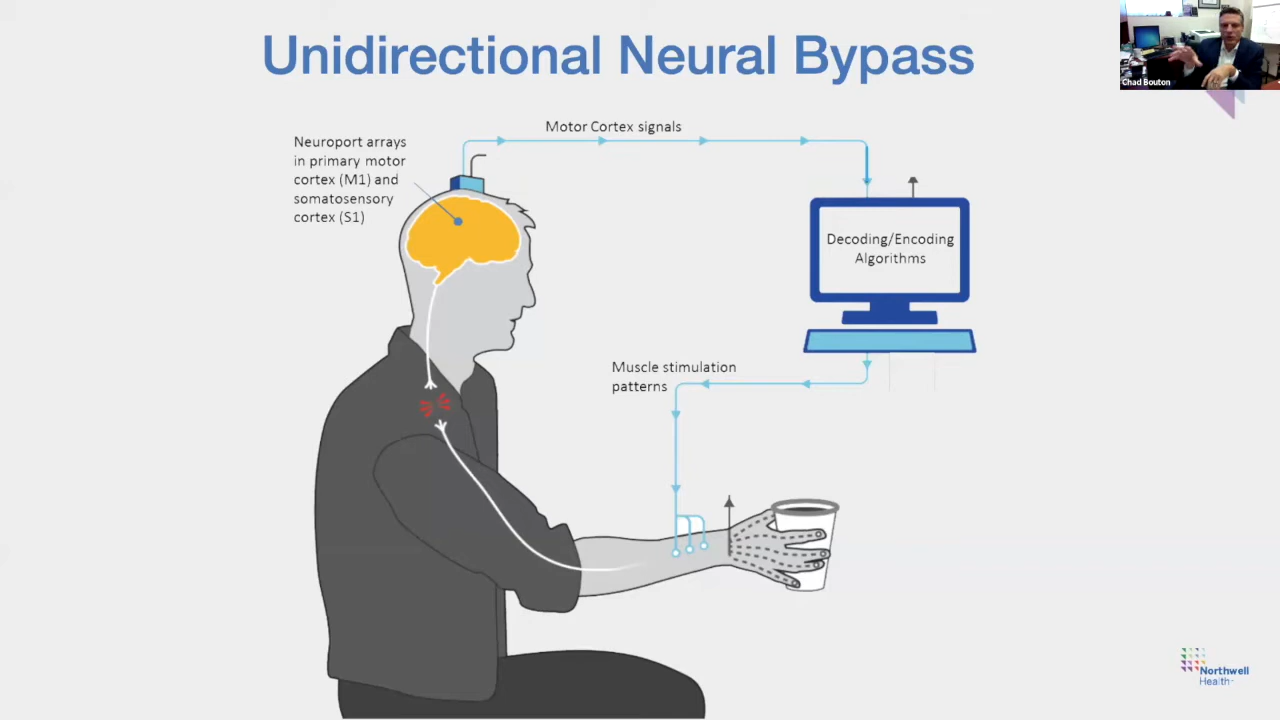 Unidirectional Neural Bypass
Chad Bouton
Motor Cortex signals
Neuroport arrays
in primary motor
cortex (M1) and
somatosensory
cortex (S1)
Decoding/Encoding
Algorithms
Muscle stimulation
patterns
Northwell
Health